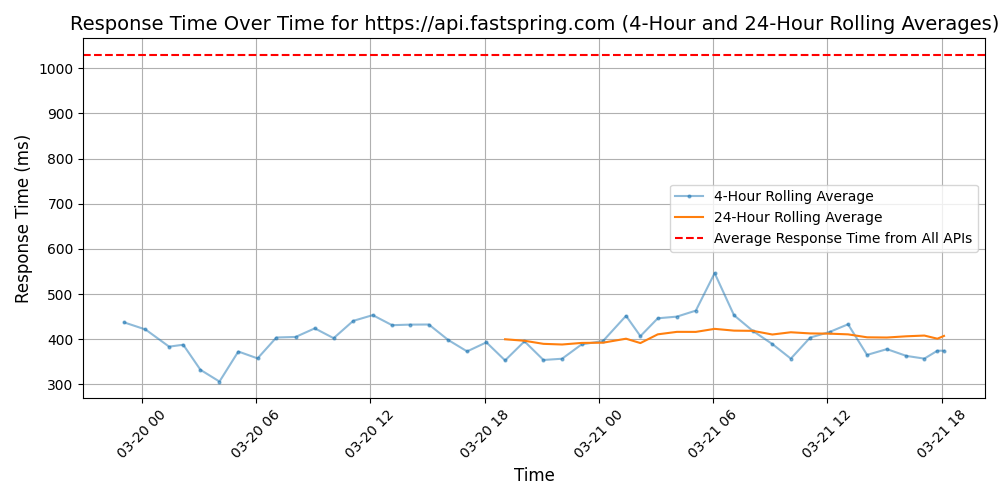 Response Time Over Time for https://api.fastspring.com (4-Hour and 24-Hour Rolling Averages)
Response Time (ms)
1000
900
800
700
600
500
400
300
4-Hour Rolling Average
24-Hour Rolling Average
Average Response Time from All APIs
03-20 00
03-20 06
03-20 12
03-20 18
03-21 00
03-21 06
03-21 12
03-21 18
Time